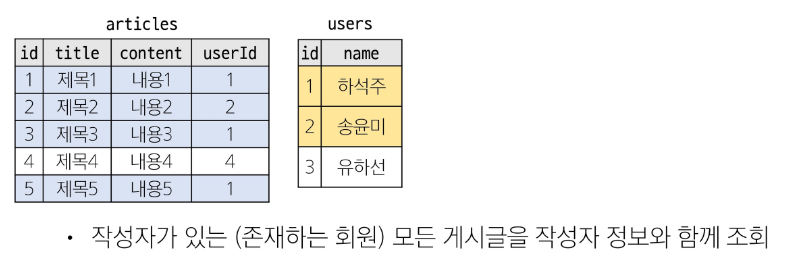 articles users
id title content userId id name
1 제목1 내용1 1 1 하석주
2 제목2 내용2 2 2 송윤미
3 제목3 내용3 1 3 유하선
4 제목4 내용4 4
5 제목5 내용5 1
• 작성자가 있는 (존재하는 회원) 모든 게시글을 작성자 정보와 함께 조회